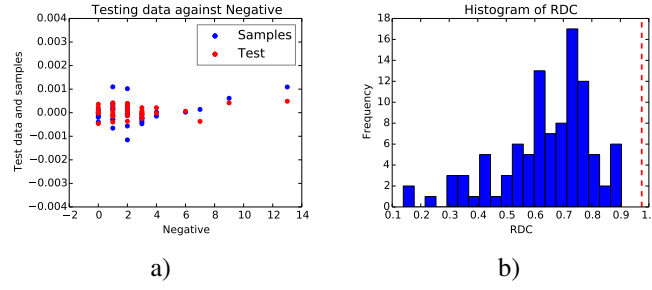 Testing data against Negative
Test data and samples
0.004
0.003
0.002
0.001
0.000
−0.001
−0.002
−0.003
−0.004
Samples
Test
−2 0 2 4 6 8 10 12 14
Negative
a)
Histogram of RDC
Frequency
18
16
14
12
10
8
6
4
2
0
0.1 0.2 0.3 0.4 0.5 0.6 0.7 0.8 0.9 1.
RDC
b)